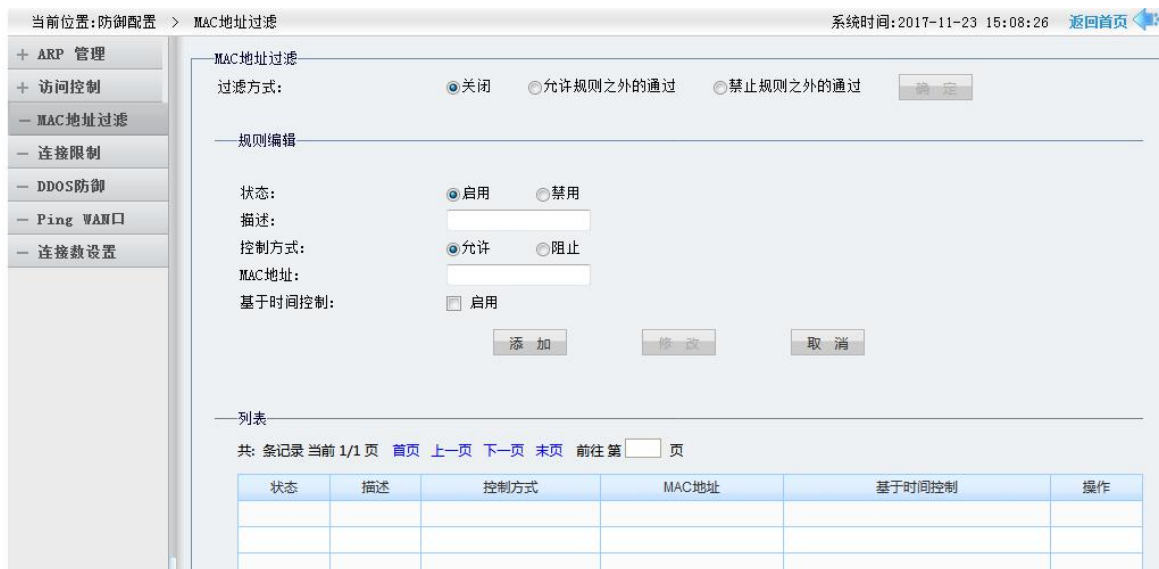 当前位置:防御配置 > MAC地址过滤 系统时间:2017-11-23 15:08:26 返回首页
+ ARP 管理
+ 访问控制
— MAC地址过滤
— 连接限制
— DDOS防御
— Ping WAN口
— 连接数设置
MAC地址过滤
过滤方式: 关闭 允许规则之外的通过 禁止规则之外的通过 确 定
规则编辑
状态: 启用 禁用
描述:
控制方式: 允许 阻止
MAC地址:
基于时间控制: 启用
添 加 修 改 取 消
列表
共: 条记录 当前 1/1 页 首页 上一页 下一页 末页 前往 第 页
状态 描述 控制方式 MAC地址 基于时间控制 操作